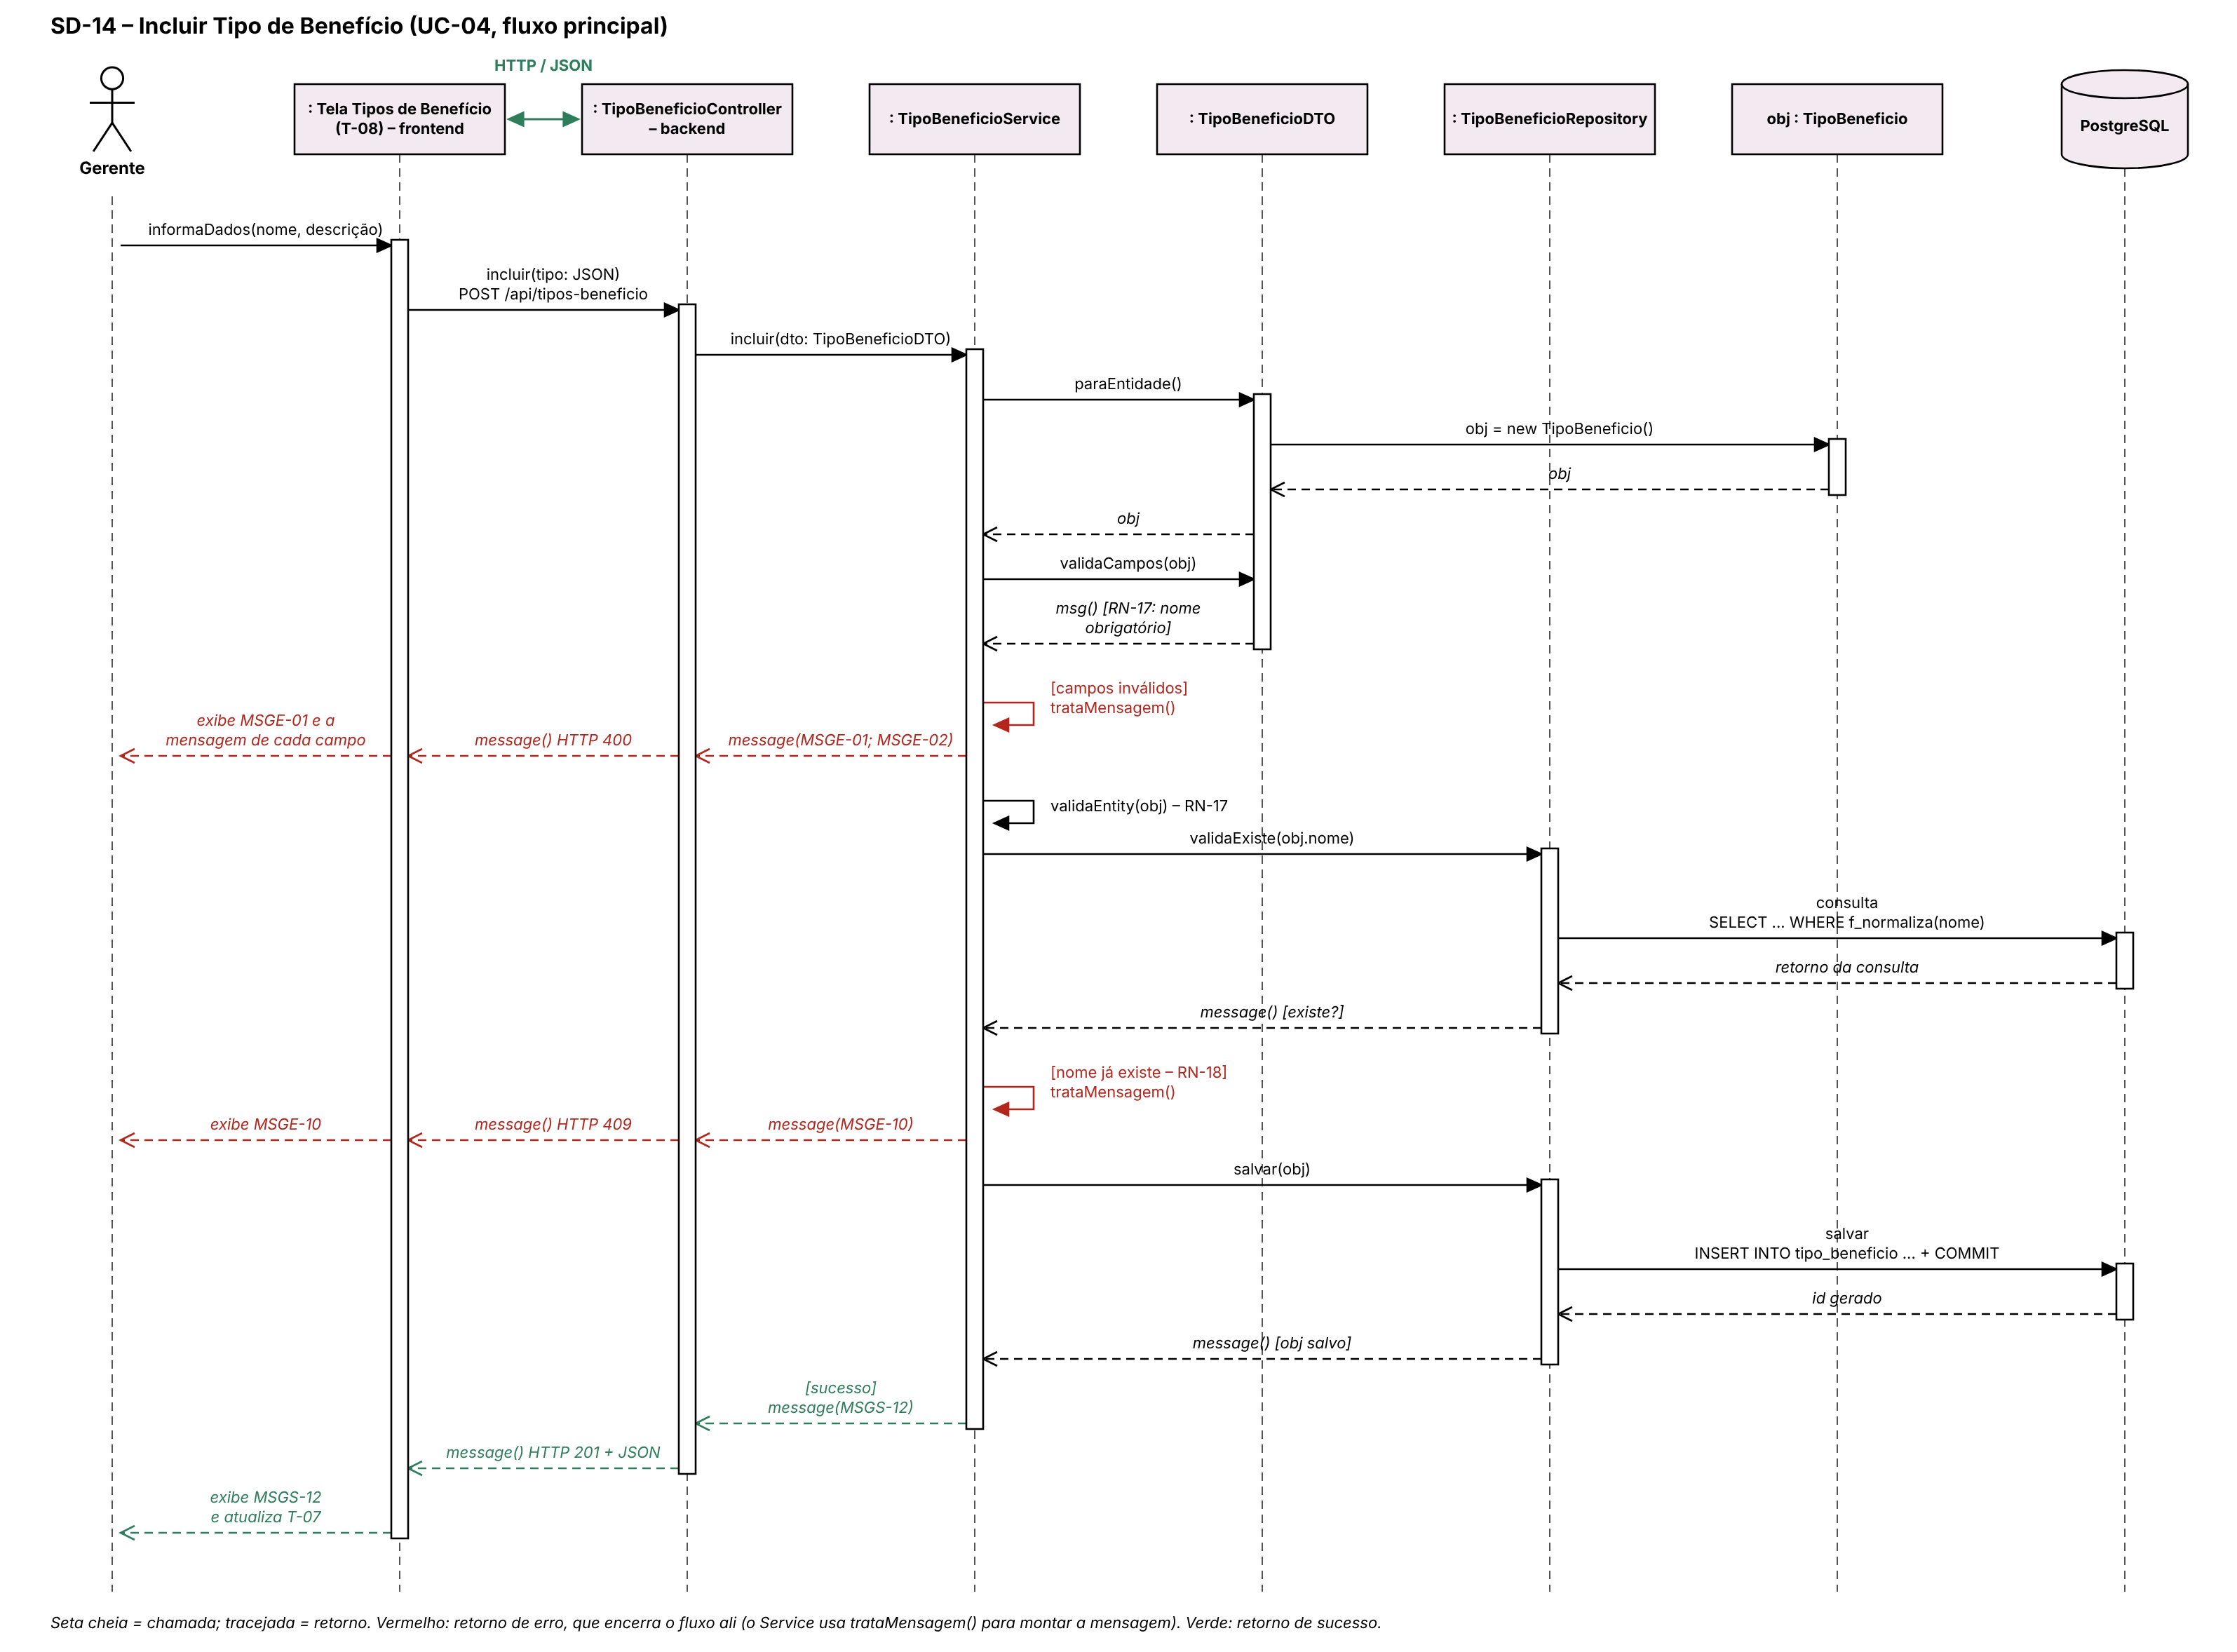 SD-14 – Incluir Tipo de Benefício (UC-04, fluxo principal)
HTTP / JSON
Gerente
: Tela Tipos de Benefício
(T-08) – frontend
: TipoBeneficioController
– backend
: TipoBeneficioService
: TipoBeneficioDTO
: TipoBeneficioRepository
obj : TipoBeneficio
PostgreSQL
informaDados(nome, descrição)
incluir(tipo: JSON)
POST /api/tipos-beneficio
incluir(dto: TipoBeneficioDTO)
paraEntidade()
obj = new TipoBeneficio()
obj
obj
validaCampos(obj)
msg() [RN-17: nome
obrigatório]
[campos inválidos]
trataMensagem()
exibe MSGE-01 e a
mensagem de cada campo
message() HTTP 400
message(MSGE-01; MSGE-02)
validaEntity(obj) – RN-17
validaExiste(obj.nome)
consulta
SELECT ... WHERE f_normaliza(nome)
retorno da consulta
message() [existe?]
[nome já existe – RN-18]
trataMensagem()
exibe MSGE-10
message() HTTP 409
message(MSGE-10)
salvar(obj)
salvar
INSERT INTO tipo_beneficio ... + COMMIT
id gerado
message() [obj salvo]
[sucesso]
message(MSGS-12)
message() HTTP 201 + JSON
exibe MSGS-12
e atualiza T-07
Seta cheia = chamada; tracejada = retorno. Vermelho: retorno de erro, que encerra o fluxo ali (o Service usa trataMensagem() para montar a mensagem). Verde: retorno de sucesso.